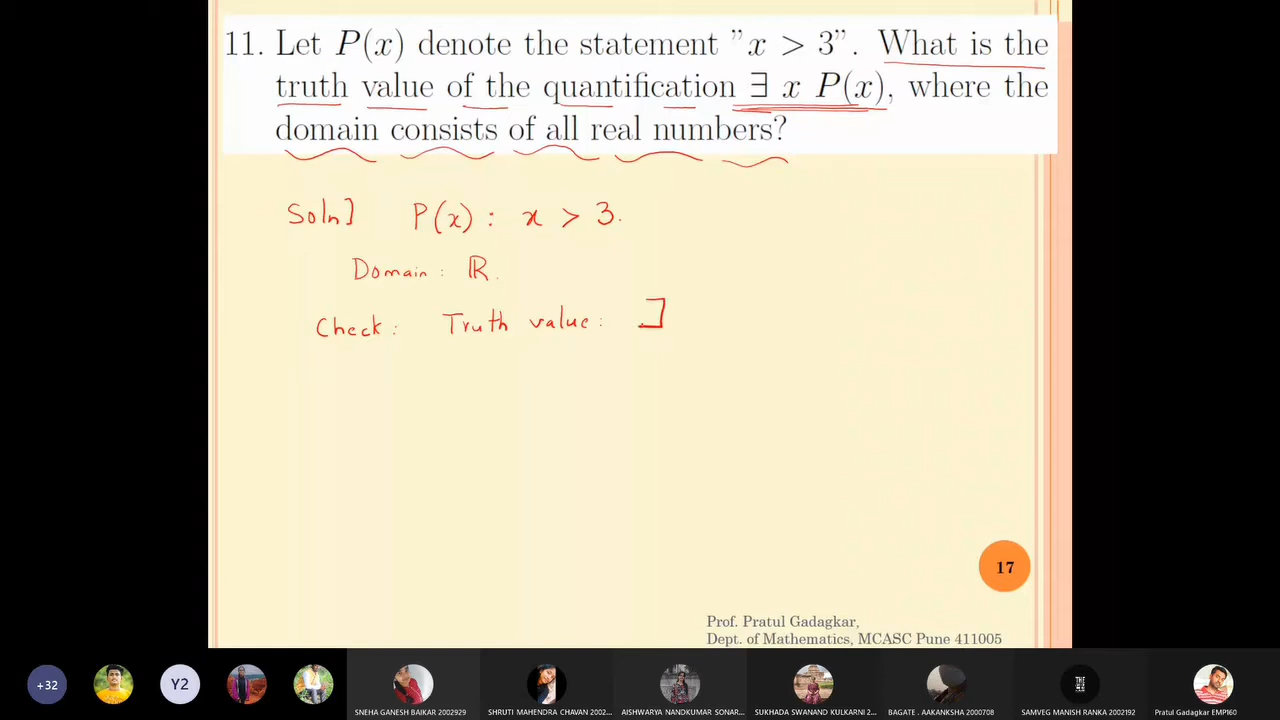 11. Let P(x) denote the statement ”x > 3”. What is the
truth value of the quantification ∃ x P(x), where the
domain consists of all real numbers?
Soln] P(x) : x > 3.
Domain : ℝ.
Check : Truth value : ∃
17
Prof. Pratul Gadagkar,
Dept. of Mathematics, MCASC Pune 411005
+32
Y2
SNEHA GANESH BAIKAR 2002929
SHRUTI MAHENDRA CHAVAN 2002...
AISHWARYA NANDKUMAR SONAR...
SUKHADA SWANAND KULKARNI 2...
BAGATE . AAKANKSHA 2000708
SAMVEG MANISH RANKA 2002192
Pratul Gadagkar EMP160